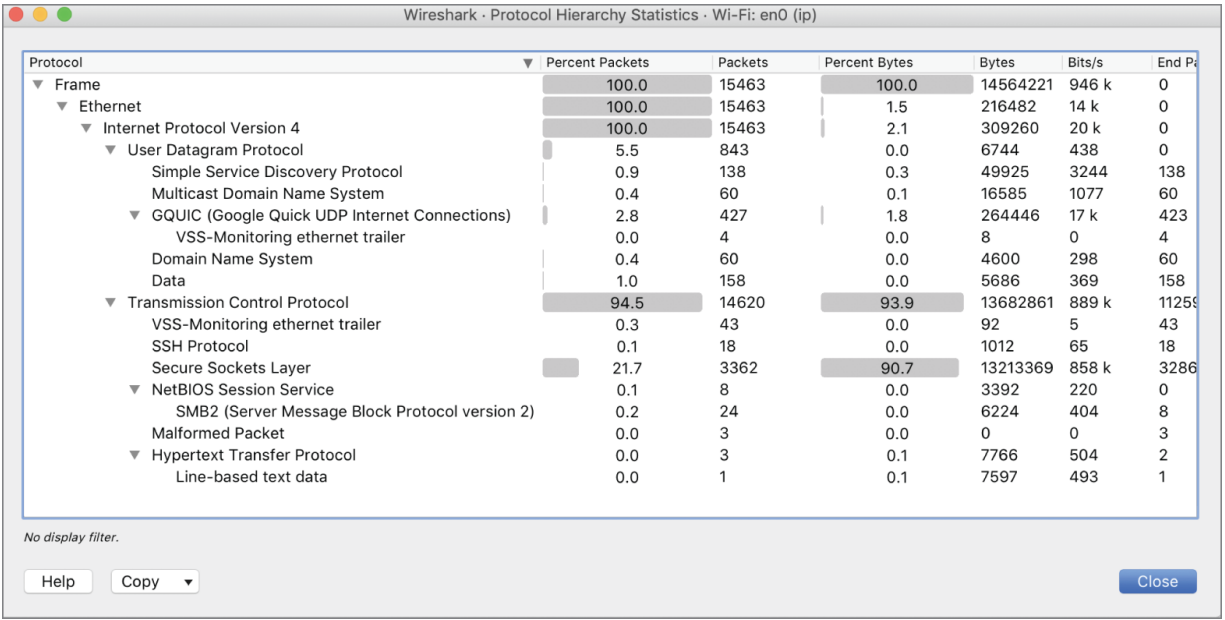 Wireshark · Protocol Hierarchy Statistics · Wi-Fi: en0 (ip)
Protocol Percent Packets Packets Percent Bytes Bytes Bits/s End Pa
Frame 100.0 15463 100.0 14564221 946 k 0
Ethernet 100.0 15463 1.5 216482 14 k 0
Internet Protocol Version 4 100.0 15463 2.1 309260 20 k 0
User Datagram Protocol 5.5 843 0.0 6744 438 0
Simple Service Discovery Protocol 0.9 138 0.3 49925 3244 138
Multicast Domain Name System 0.4 60 0.1 16585 1077 60
GQUIC (Google Quick UDP Internet Connections) 2.8 427 1.8 264446 17 k 423
VSS-Monitoring ethernet trailer 0.0 4 0.0 8 0 4
Domain Name System 0.4 60 0.0 4600 298 60
Data 1.0 158 0.0 5686 369 158
Transmission Control Protocol 94.5 14620 93.9 13682861 889 k 11259
VSS-Monitoring ethernet trailer 0.3 43 0.0 92 5 43
SSH Protocol 0.1 18 0.0 1012 65 18
Secure Sockets Layer 21.7 3362 90.7 13213369 858 k 3286
NetBIOS Session Service 0.1 8 0.0 3392 220 0
SMB2 (Server Message Block Protocol version 2) 0.2 24 0.0 6224 404 8
Malformed Packet 0.0 3 0.0 0 0 3
Hypertext Transfer Protocol 0.0 3 0.1 7766 504 2
Line-based text data 0.0 1 0.1 7597 493 1
No display filter.
Help Copy Close